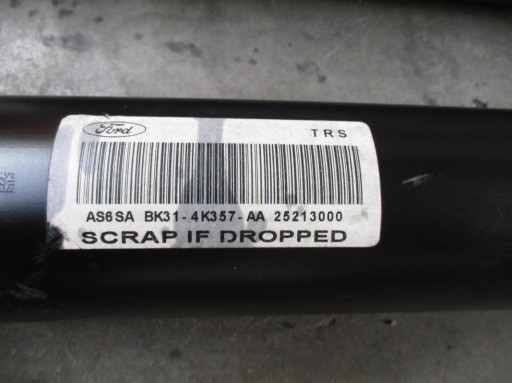 Ford TRS
AS6SA BK31-4K357-AA 25213000
SCRAP IF DROPPED